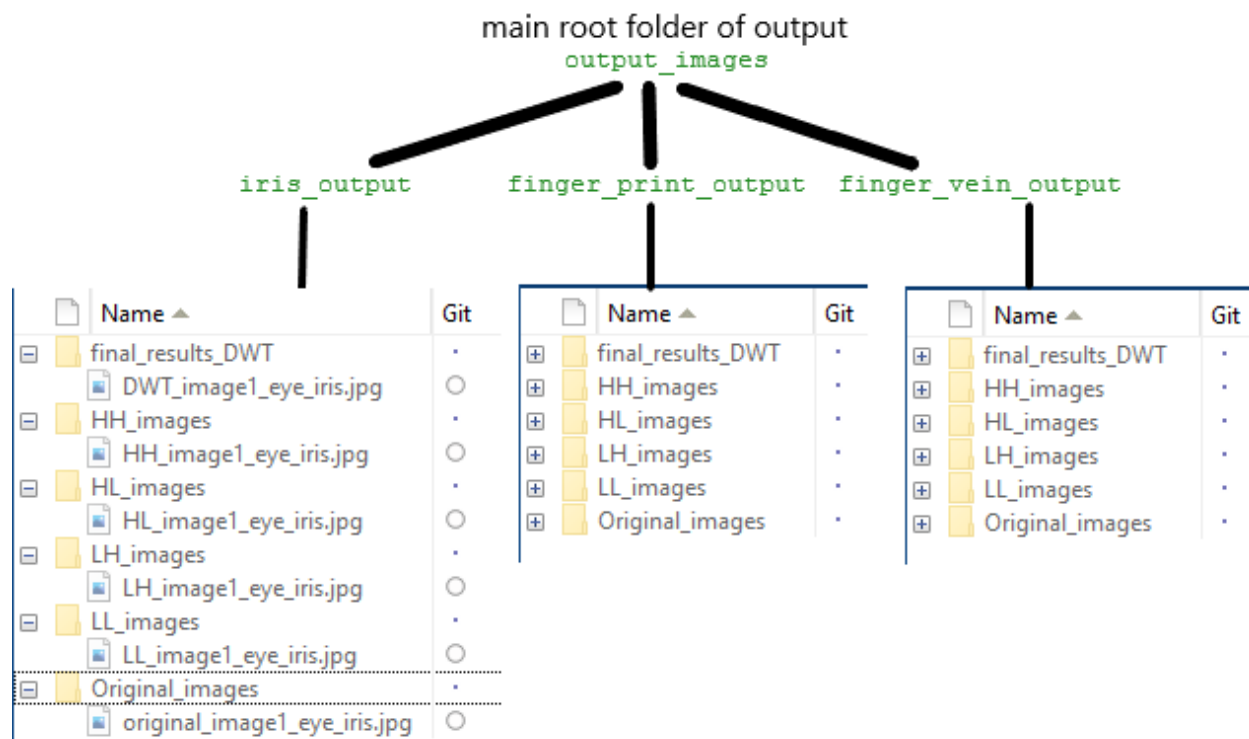 main root folder of output
output_images
iris_output finger_print_output finger_vein_output
Name Git
final_results_DWT
DWT_image1_eye_iris.jpg
HH_images
HH_image1_eye_iris.jpg
HL_images
HL_image1_eye_iris.jpg
LH_images
LH_image1_eye_iris.jpg
LL_images
LL_image1_eye_iris.jpg
Original_images
original_image1_eye_iris.jpg
Name Git
final_results_DWT
HH_images
HL_images
LH_images
LL_images
Original_images
Name Git
final_results_DWT
HH_images
HL_images
LH_images
LL_images
Original_images